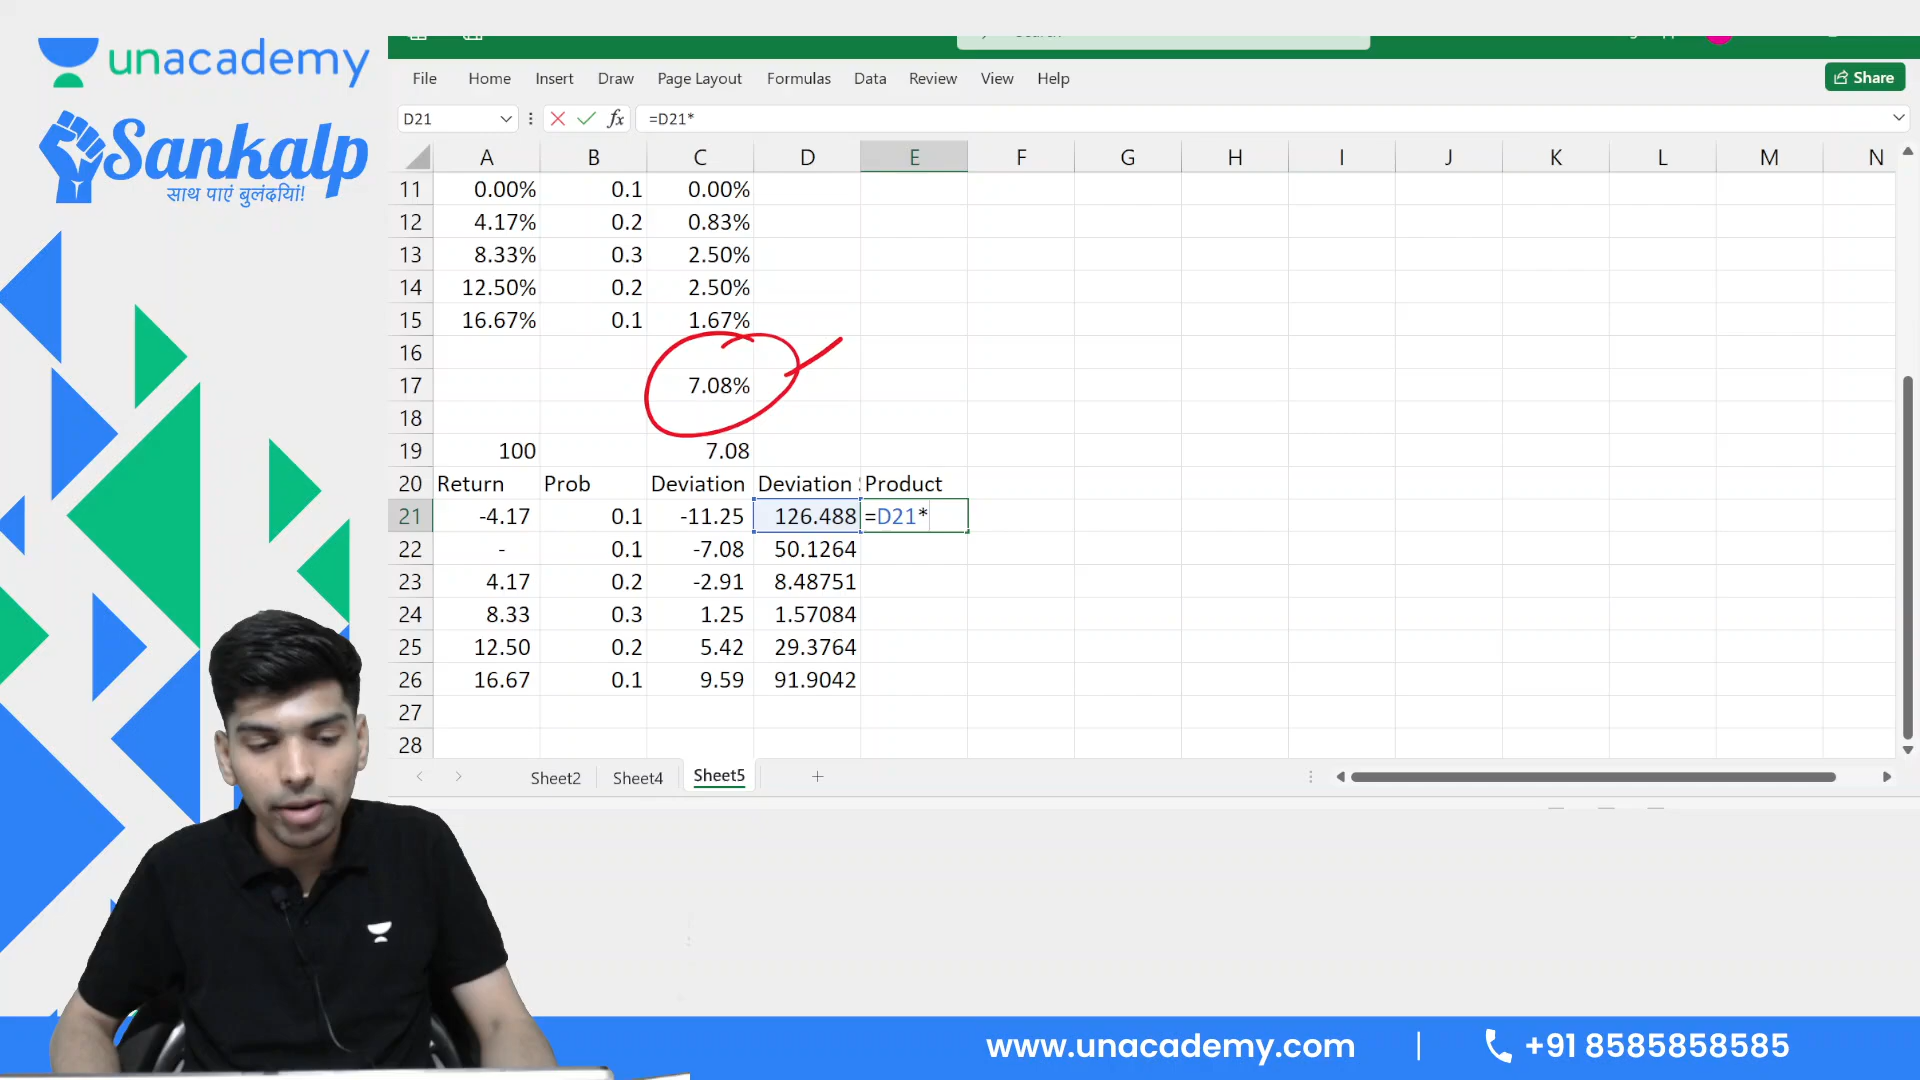 unacademy
Sankalp
साथ पाएं बुलंदियां!
File Home Insert Draw Page Layout Formulas Data Review View Help Share
D21 fx =D21*
A B C D E F G H I J K L M N
11 0.00% 0.1 0.00%
12 4.17% 0.2 0.83%
13 8.33% 0.3 2.50%
14 12.50% 0.2 2.50%
15 16.67% 0.1 1.67%
16
17 7.08%
18
19 100 7.08
20 Return Prob Deviation Deviation Product
21 -4.17 0.1 -11.25 126.488 =D21*
22 - 0.1 -7.08 50.1264
23 4.17 0.2 -2.91 8.48751
24 8.33 0.3 1.25 1.57084
25 12.50 0.2 5.42 29.3764
26 16.67 0.1 9.59 91.9042
27
28
Sheet2 Sheet4 Sheet5
www.unacademy.com | +91 8585858585